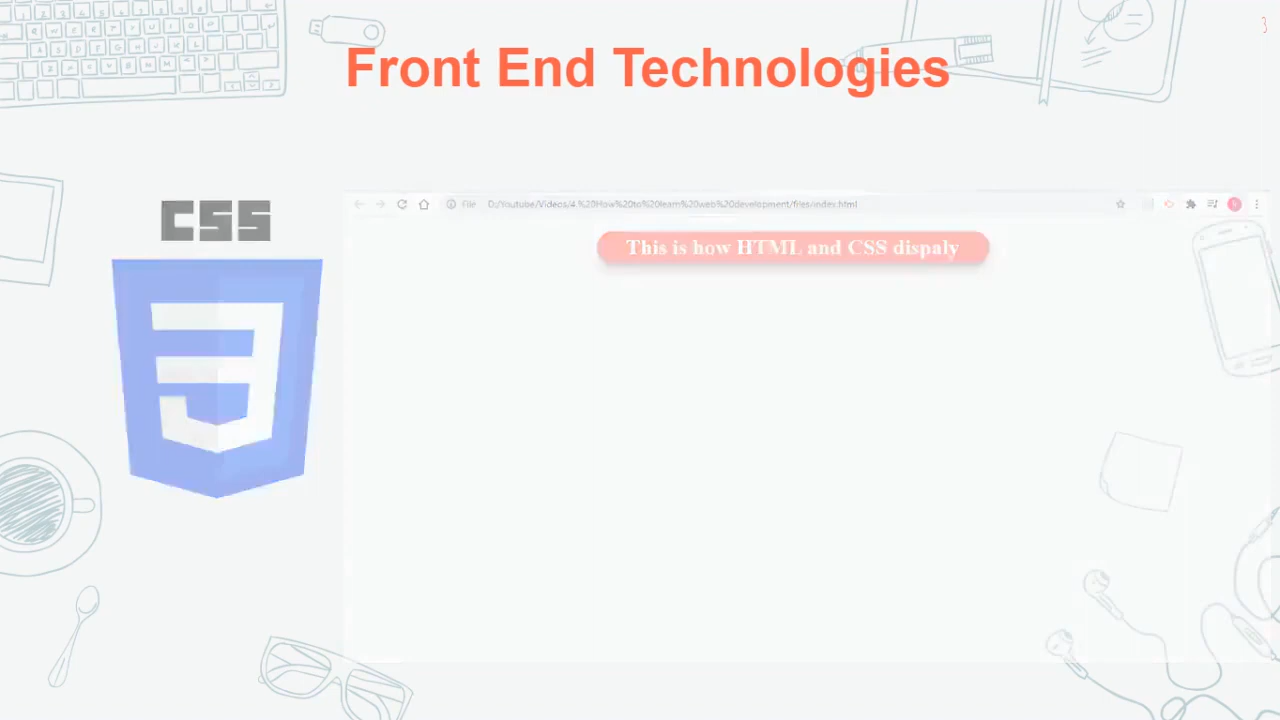 Front End Technologies
3
CSS
File D:/Youtube/Videos/4.%20How%20to%20learn%20web%20development/files/index.html
This is how HTML and CSS dispaly